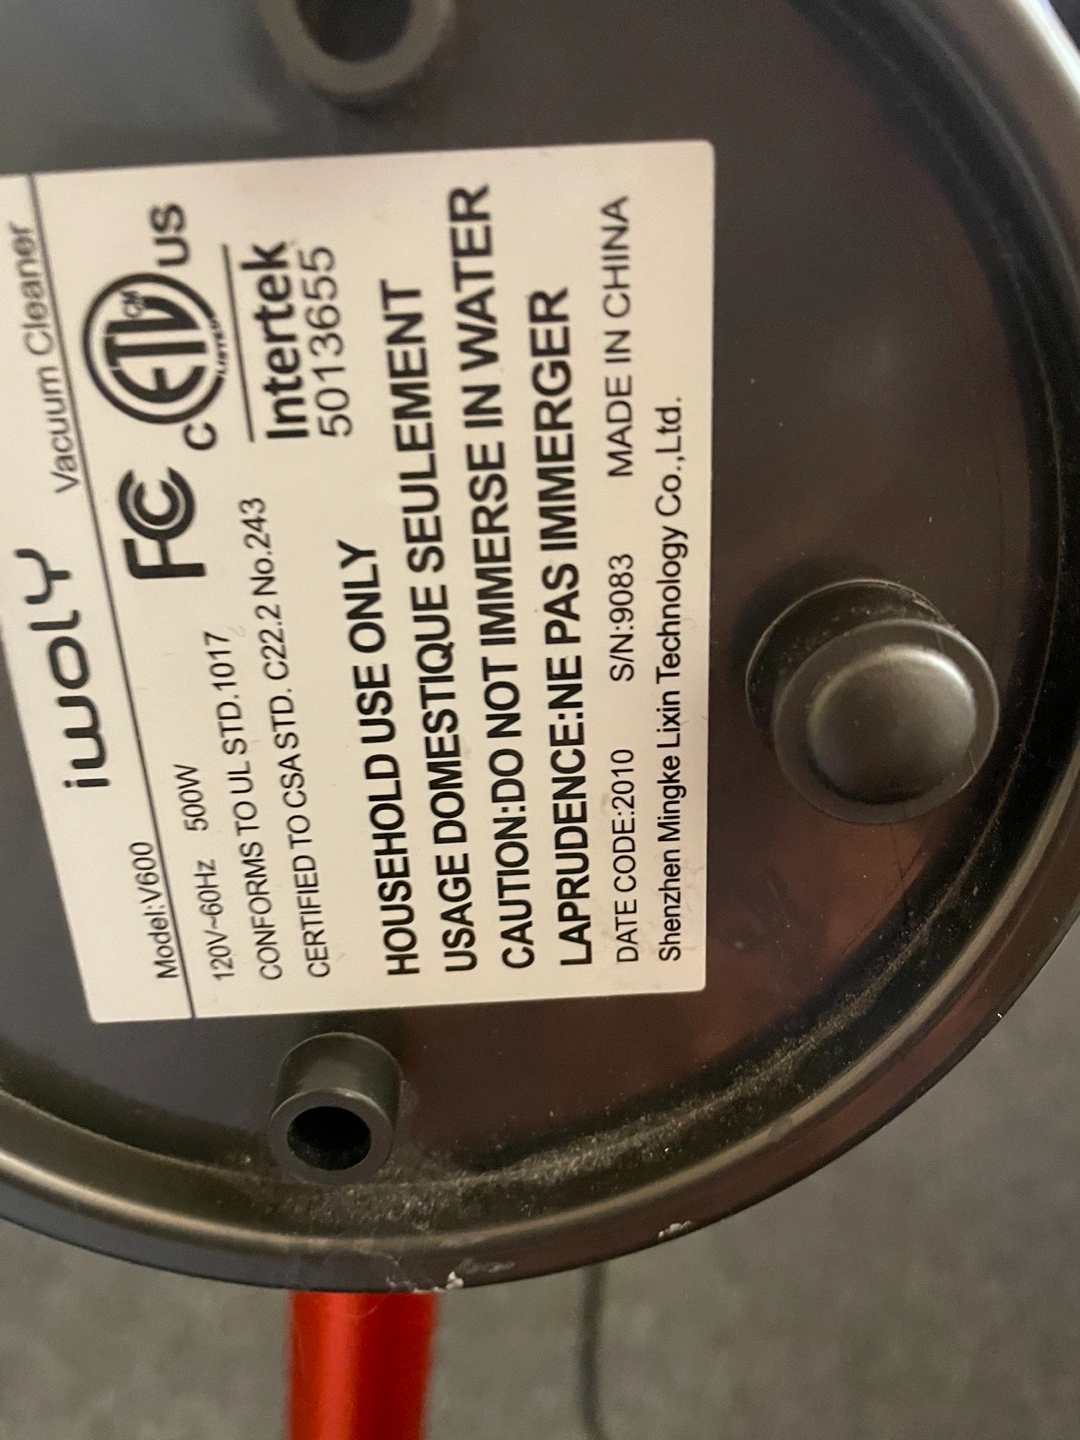 iwoly
Model:V600 Vacuum Cleaner
120V~60Hz 500W
CONFORMS TO UL STD.1017
CERTIFIED TO CSA STD. C22.2 No.243
FC
c ETL CM LISTED US
Intertek
5013655
HOUSEHOLD USE ONLY
USAGE DOMESTIQUE SEULEMENT
CAUTION:DO NOT IMMERSE IN WATER
LAPRUDENCE:NE PAS IMMERGER
DATE CODE:2010 S/N:9083 MADE IN CHINA
Shenzhen Mingke Lixin Technology Co.,Ltd.